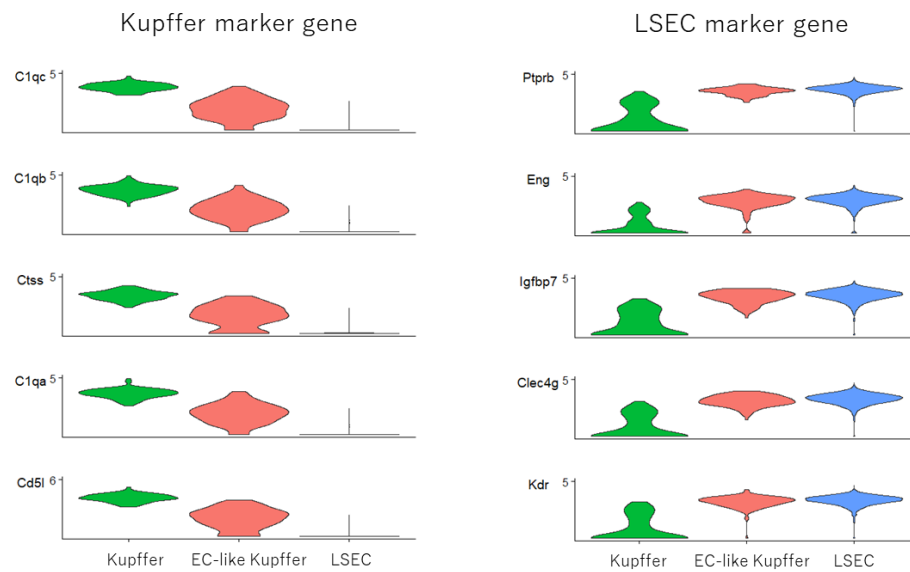 Kupffer marker gene
C1qc 5
C1qb 5
Ctss 5
C1qa 5
Cd5l 6
Kupffer EC-like Kupffer LSEC
LSEC marker gene
Ptprb 5
Eng 5
Igfbp7 5
Clec4g 5
Kdr 5
Kupffer EC-like Kupffer LSEC